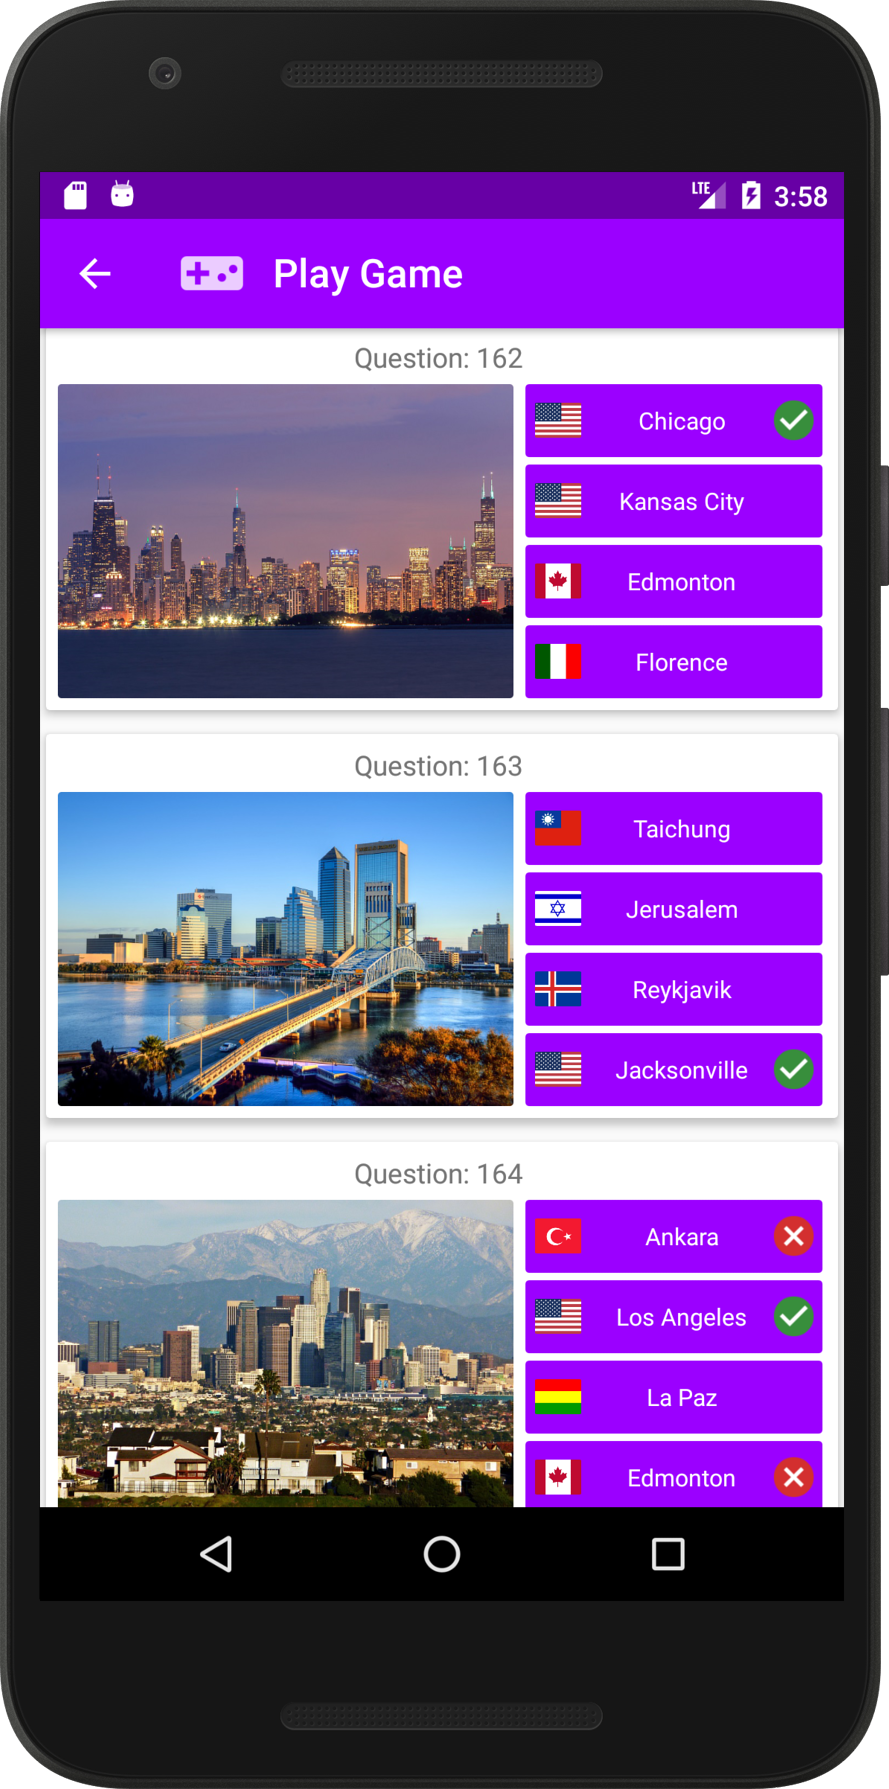 LTE 3:58
Play Game
Question: 162
Chicago
Kansas City
Edmonton
Florence
Question: 163
Taichung
Jerusalem
Reykjavik
Jacksonville
Question: 164
Ankara
Los Angeles
La Paz
Edmonton